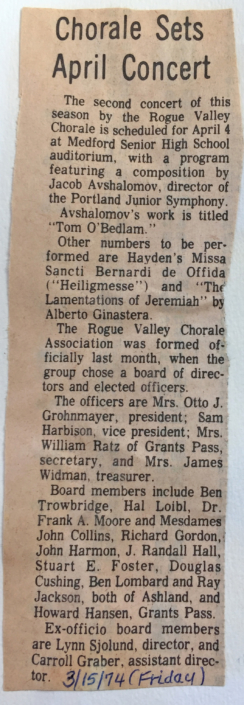 Chorale Sets
April Concert
The second concert of this
season by the Rogue Valley
Chorale is scheduled for April 4
at Medford Senior High School
auditorium, with a program
featuring a composition by
Jacob Avshalomov, director of
the Portland Junior Symphony.
Avshalomov's work is titled
"Tom O'Bedlam."
Other numbers to be per-
formed are Hayden's Missa
Sancti Bernardi de Offida
("Heiligmesse") and "The
Lamentations of Jeremiah" by
Alberto Ginastera.
The Rogue Valley Chorale
Association was formed of-
ficially last month, when the
group chose a board of direc-
tors and elected officers.
The officers are Mrs. Otto J.
Grohnmayer, president; Sam
Harbison, vice president; Mrs.
William Ratz of Grants Pass,
secretary, and Mrs. James
Widman, treasurer.
Board members include Ben
Trowbridge, Hal Loibl, Dr.
Frank A. Moore and Mesdames
John Collins, Richard Gordon,
John Harmon, J. Randall Hall,
Stuart E. Foster, Douglas
Cushing, Ben Lombard and Ray
Jackson, both of Ashland, and
Howard Hansen, Grants Pass.
Ex-officio board members
are Lynn Sjolund, director, and
Carroll Graber, assistant direc-
tor. 3/15/74 (Friday)